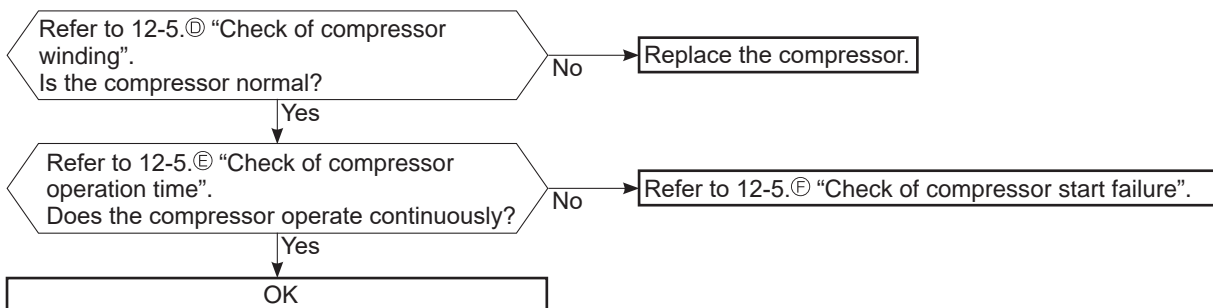 Refer to 12-5.Ⓓ “Check of compressor
winding”.
Is the compressor normal?
No
Replace the compressor.
Yes
Refer to 12-5.Ⓔ “Check of compressor
operation time”.
Does the compressor operate continuously?
No
Refer to 12-5.Ⓕ “Check of compressor start failure”.
Yes
OK